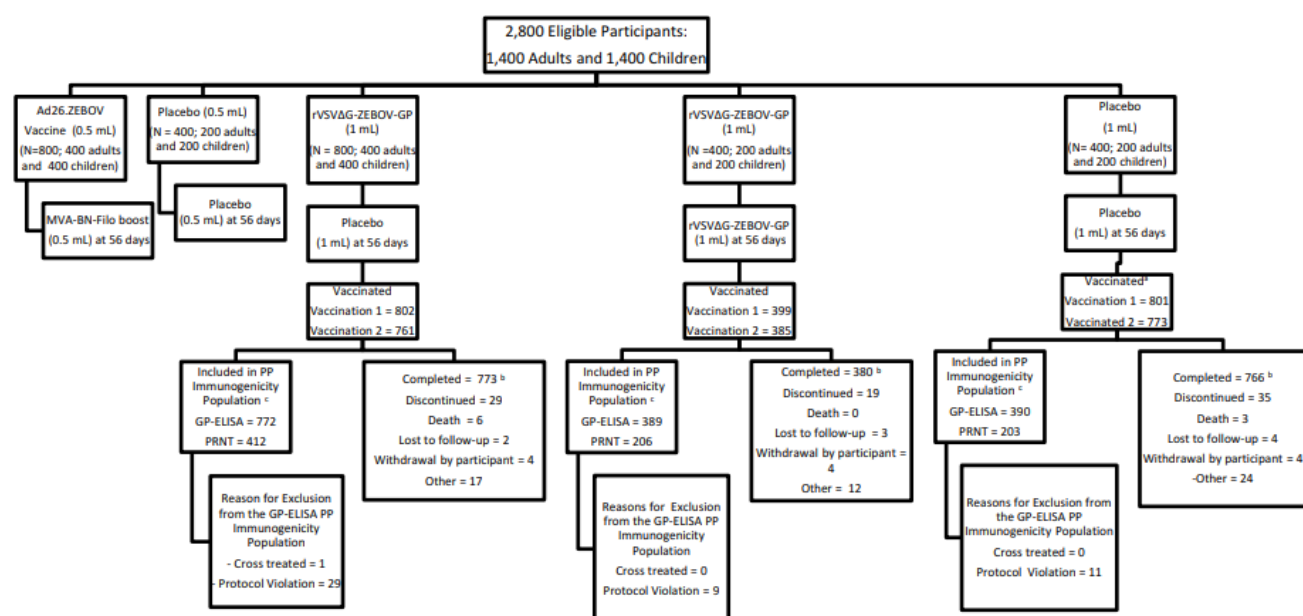 2,800 Eligible Participants:
1,400 Adults and 1,400 Children
Ad26.ZEBOV
Vaccine (0.5 mL)
(N=800; 400 adults
and 400 children)
MVA-BN-Filo boost
(0.5 mL) at 56 days
Placebo (0.5 mL)
(N = 400; 200 adults
and 200 children)
Placebo
(0.5 mL) at 56 days
rVSVΔG-ZEBOV-GP
(1 mL)
(N = 800; 400 adults
and 400 children)
Placebo
(1 mL) at 56 days
Vaccinated
Vaccination 1 = 802
Vaccination 2 = 761
Included in PP
Immunogenicity
Population c
GP-ELISA = 772
PRNT = 412
Reason for Exclusion
from the GP-ELISA PP
Immunogenicity
Population
- Cross treated = 1
- Protocol Violation = 29
Completed = 773 b
Discontinued = 29
Death = 6
Lost to follow-up = 2
Withdrawal by participant = 4
Other = 17
rVSVΔG-ZEBOV-GP
(1 mL)
(N =400; 200 adults
and 200 children)
rVSVΔG-ZEBOV-GP
(1 mL) at 56 days
Vaccinated
Vaccination 1 = 399
Vaccination 2 = 385
Included in PP
Immunogenicity
Population c
GP-ELISA = 389
PRNT = 206
Reasons for Exclusion
from the GP-ELISA PP
Immunogenicity
Population
Cross treated = 0
Protocol Violation = 9
Completed = 380 b
Discontinued = 19
Death = 0
Lost to follow-up = 3
Withdrawal by participant =
4
Other = 12
Placebo
(1 mL)
(N= 400; 200 adults and
200 children)
Placebo
(1 mL) at 56 days
Vaccinated a
Vaccination 1 = 801
Vaccinated 2 = 773
Included in PP
Immunogenicity
Population c
GP-ELISA = 390
PRNT = 203
Reasons for Exclusion from
the GP-ELISA PP
Immunogenicity Population
Cross treated = 0
Protocol Violation = 11
Completed = 766 b
Discontinued = 35
Death = 3
Lost to follow-up = 4
Withdrawal by participant = 4
-Other = 24